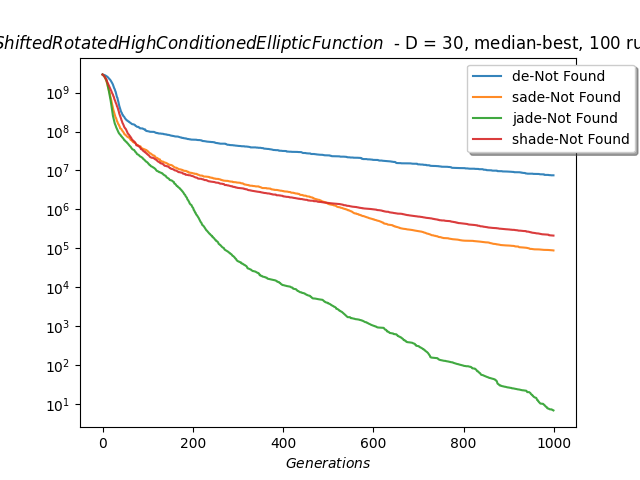 ShiftedRotatedHighConditionedEllipticFunction - D = 30, median-best, 100 ru
de-Not Found
sade-Not Found
jade-Not Found
shade-Not Found
10⁹
10⁸
10⁷
10⁶
10⁵
10⁴
10³
10²
10¹
0 200 400 600 800 1000
Generations